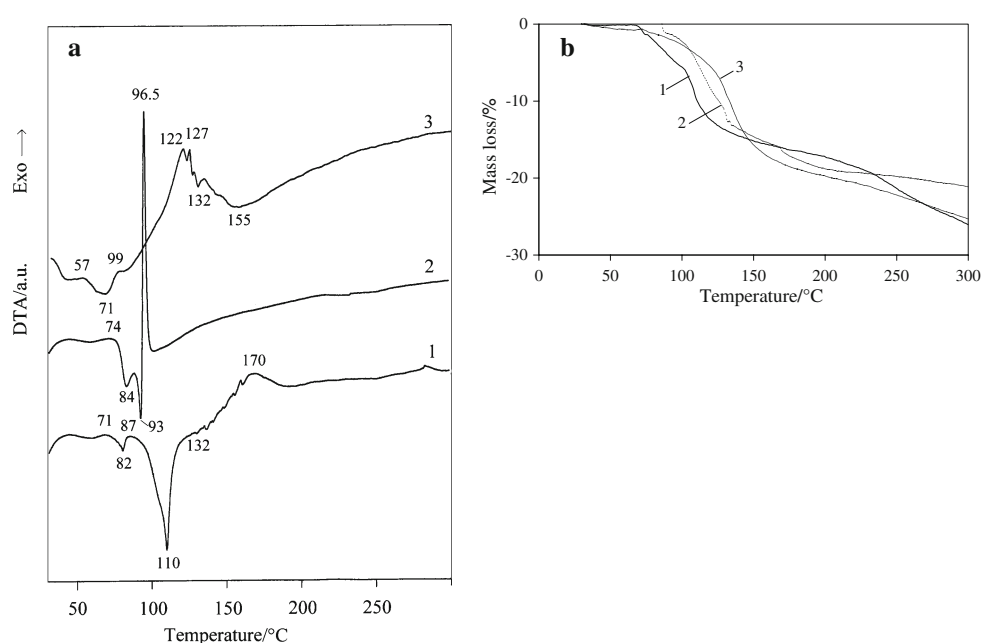 a
96.5
122 127
3
132
155
57
99
71
74
2
84
93
1
170
71
87
82
132
110
Exo →
DTA/a.u.
50 100 150 200 250
Temperature/°C
b
0
-10
-20
-30
Mass loss/%
1
2
3
0 50 100 150 200 250 300
Temperature/°C